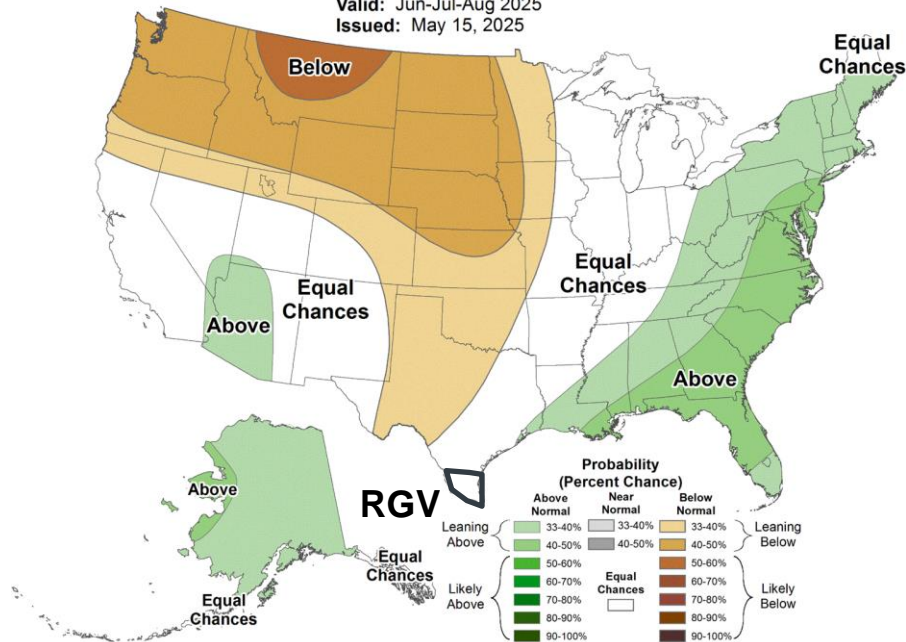 Valid: Jun-Jul-Aug 2025
Issued: May 15, 2025
Below
Equal
Chances
Equal
Chances
Above
Equal
Chances
Above
Above
Equal
Chances
Equal
Chances
RGV
Probability
(Percent Chance)
Above
Normal
Near
Normal
Below
Normal
Leaning
Above
33-40%
33-40%
33-40%
Leaning
Below
40-50%
40-50%
40-50%
Likely
Above
50-60%
60-70%
70-80%
80-90%
90-100%
Equal
Chances
50-60%
60-70%
70-80%
80-90%
90-100%
Likely
Below